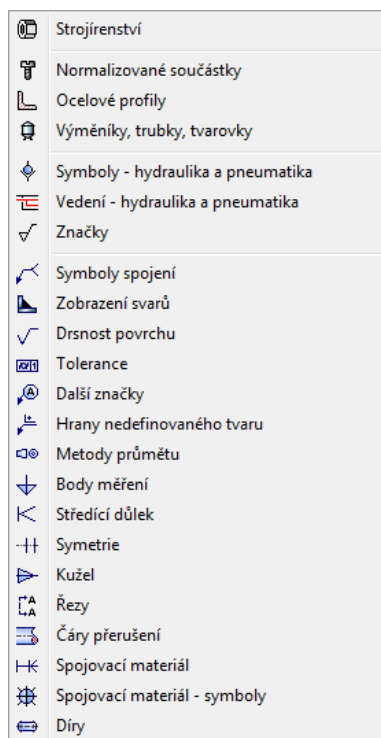 Strojírenství
Normalizované součástky
Ocelové profily
Výměníky, trubky, tvarovky
Symboly - hydraulika a pneumatika
Vedení - hydraulika a pneumatika
Značky
Symboly spojení
Zobrazení svarů
Drsnost povrchu
Tolerance
Další značky
Hrany nedefinovaného tvaru
Metody průmětu
Body měření
Středící důlek
Symetrie
Kužel
Řezy
Čáry přerušení
Spojovací materiál
Spojovací materiál - symboly
Díry